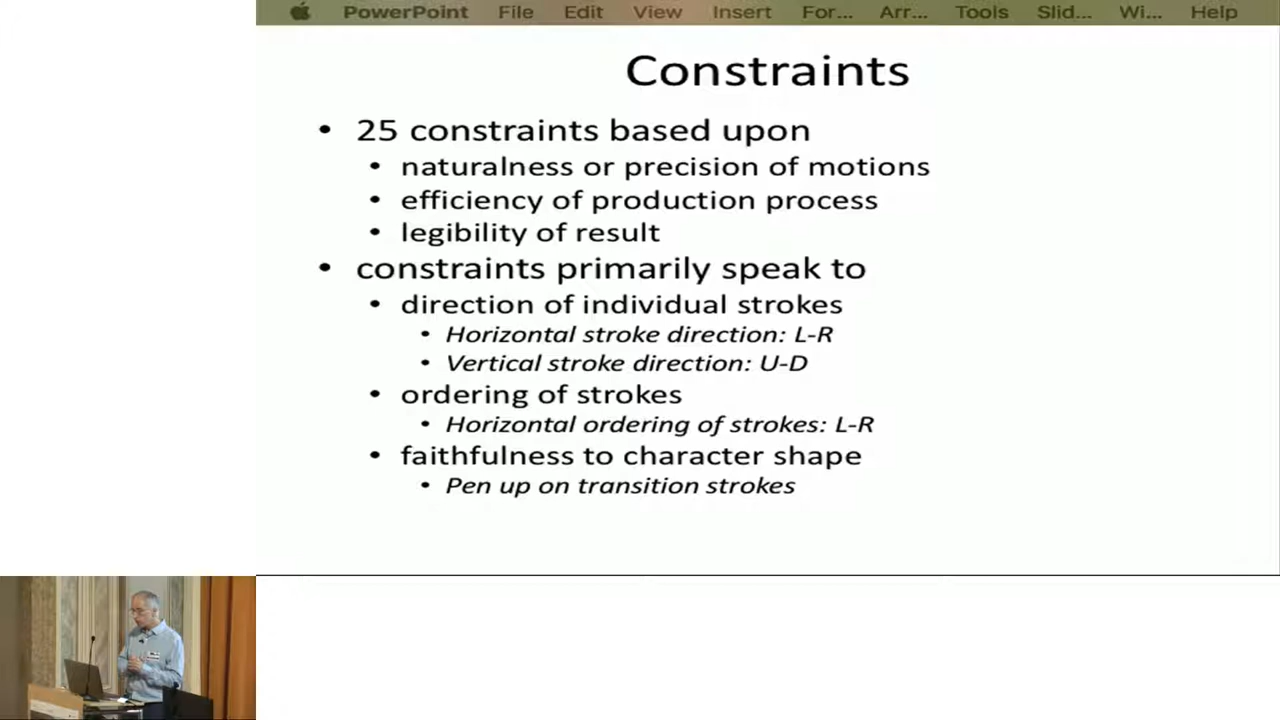 PowerPoint File Edit View Insert For... Arr... Tools Slid... Wi... Help
Constraints
• 25 constraints based upon
• naturalness or precision of motions
• efficiency of production process
• legibility of result
• constraints primarily speak to
• direction of individual strokes
• Horizontal stroke direction: L-R
• Vertical stroke direction: U-D
• ordering of strokes
• Horizontal ordering of strokes: L-R
• faithfulness to character shape
• Pen up on transition strokes